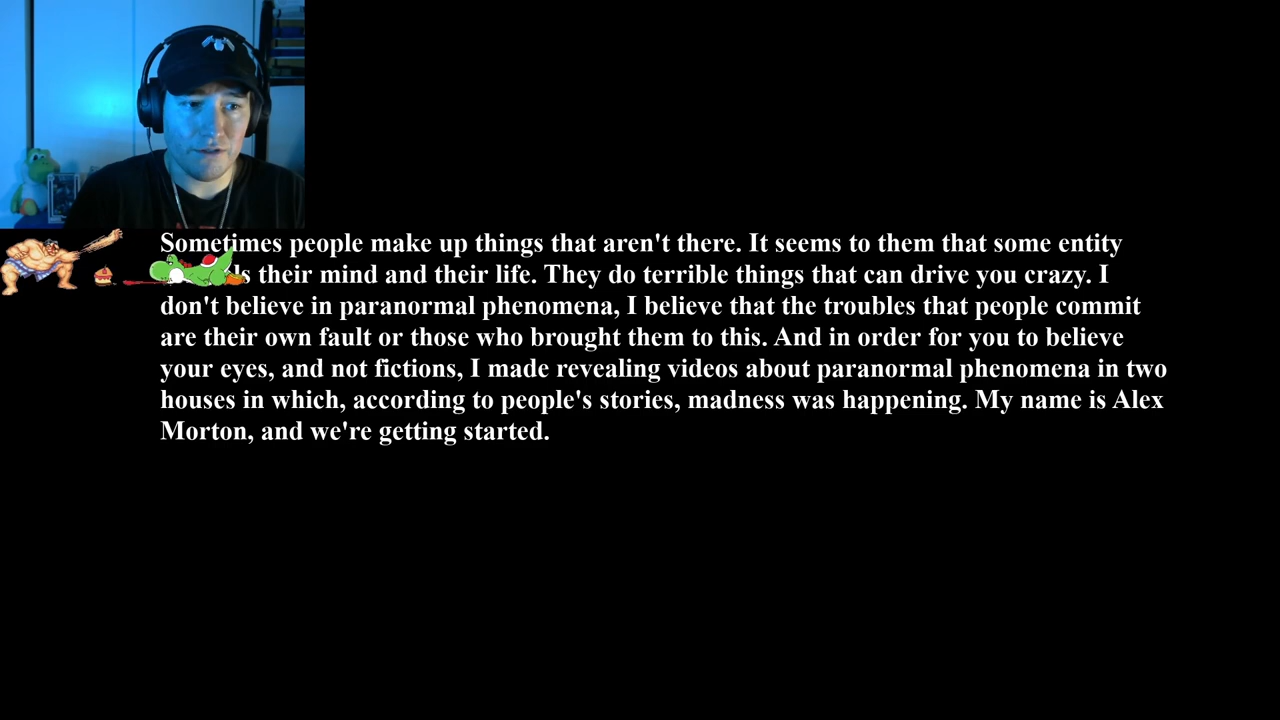 Sometimes people make up things that aren't there. It seems to them that some entity
their mind and their life. They do terrible things that can drive you crazy. I
don't believe in paranormal phenomena, I believe that the troubles that people commit
are their own fault or those who brought them to this. And in order for you to believe
your eyes, and not fictions, I made revealing videos about paranormal phenomena in two
houses in which, according to people's stories, madness was happening. My name is Alex
Morton, and we're getting started.